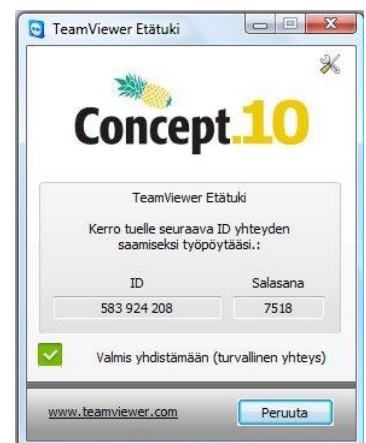 TeamViewer Etätuki
Concept.10
TeamViewer Etätuki
Kerro tuelle seuraava ID yhteyden
saamiseksi työpöytääsi.:
ID Salasana
583 924 208 7518
Valmis yhdistämään (turvallinen yhteys)
www.teamviewer.com Peruuta